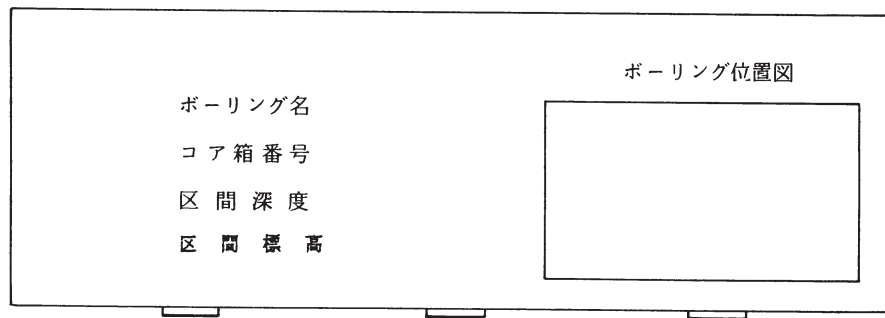 ボーリング位置図
ボーリング名
コア箱番号
区間深度
区間標高